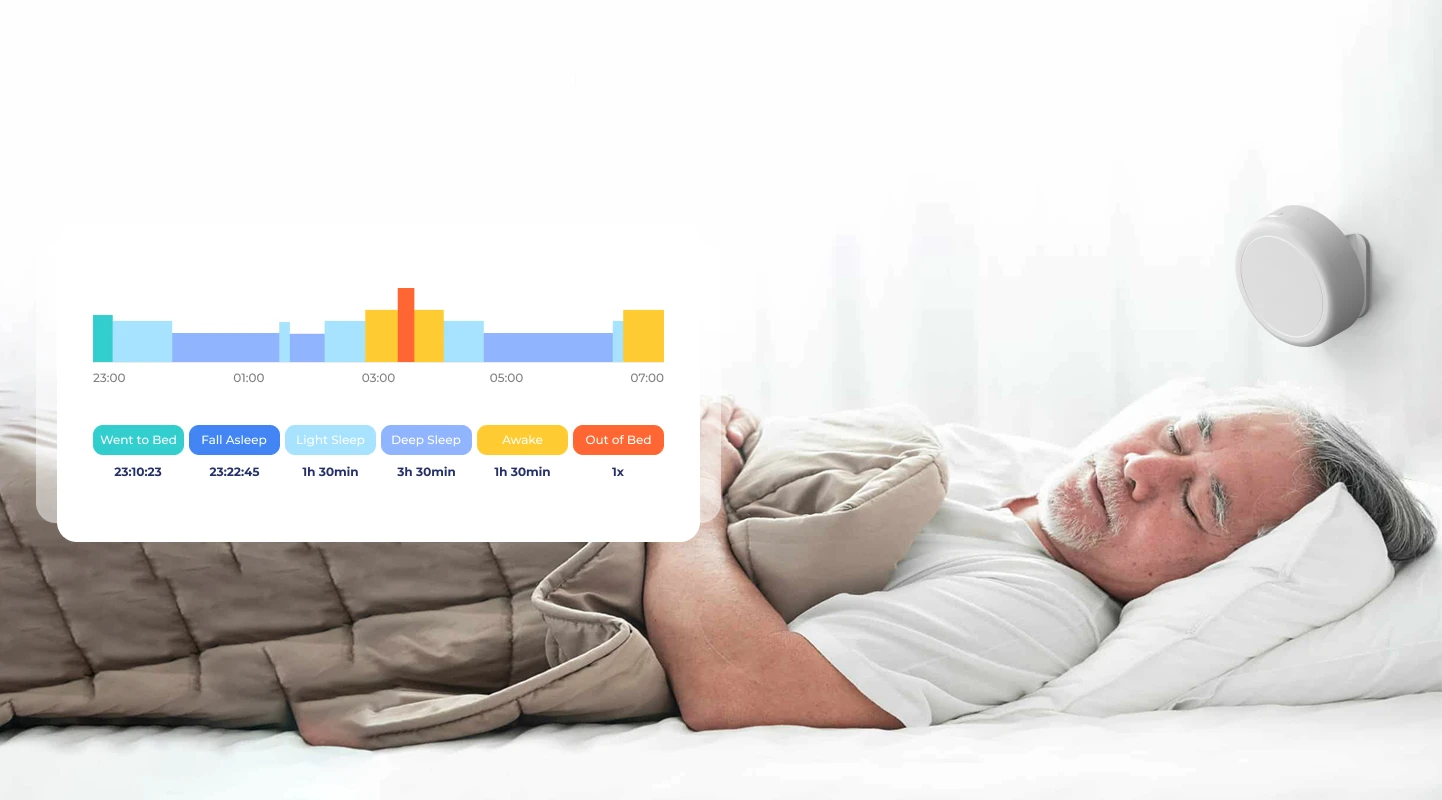 23:00 01:00 03:00 05:00 07:00
Went to Bed Fall Asleep Light Sleep Deep Sleep Awake Out of Bed
23:10:23 23:22:45 1h 30min 3h 30min 1h 30min 1x